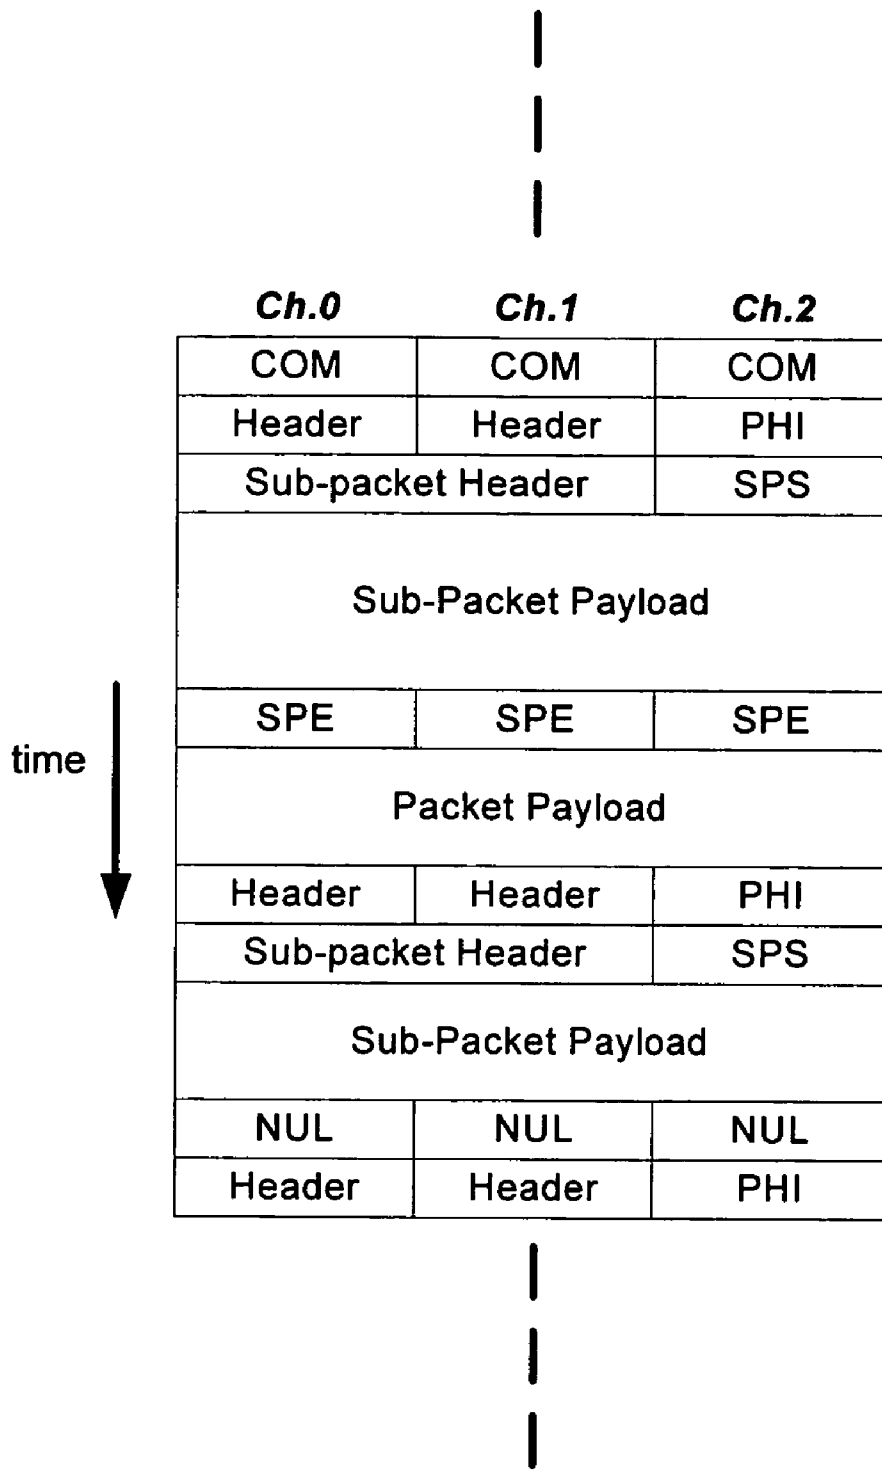 Ch.0 Ch.1 Ch.2
COM COM COM
Header Header PHI
Sub-packet Header SPS
Sub-Packet Payload
SPE SPE SPE
time
Packet Payload
Header Header PHI
Sub-packet Header SPS
Sub-Packet Payload
NUL NUL NUL
Header Header PHI